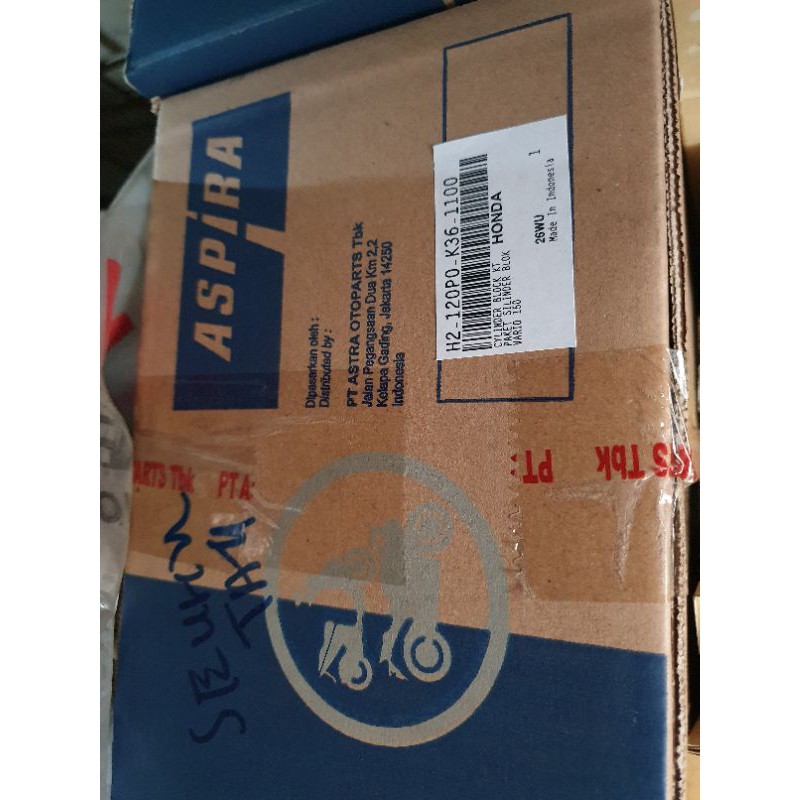 ASPIRA
Dipasarkan oleh :
Distributed by :
PT ASTRA OTOPARTS Tbk
Jalan Pegangsaan Dua Km 2,2
Kelapa Gading, Jakarta 14250
Indonesia
H2-120P0-K36-1100
CYLINDER BLOCK KT
PAKET SILINDER BLOK
VARIO 150
HONDA
26WU
Made In Indonesia
1
PARTS Tbk PT A
S Tbk PT